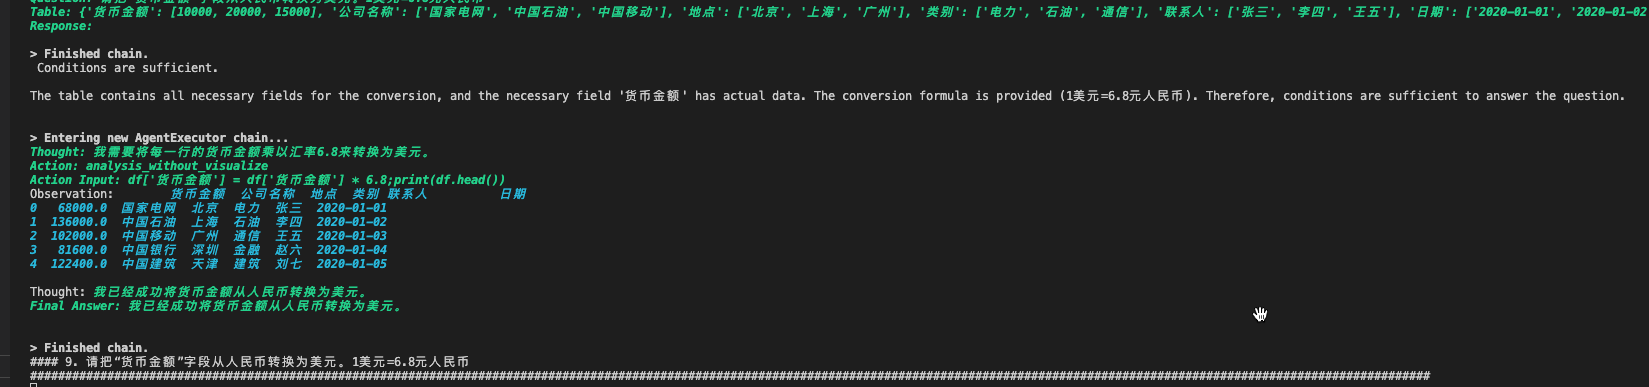 Table: {'货币金额': [10000, 20000, 15000], '公司名称': ['国家电网', '中国石油', '中国移动'], '地点': ['北京', '上海', '广州'], '类别': ['电力', '石油', '通信'], '联系人': ['张三', '李四', '王五'], '日期': ['2020-01-01', '2020-01-02
Response:
> Finished chain.
Conditions are sufficient.
The table contains all necessary fields for the conversion, and the necessary field '货币金额' has actual data. The conversion formula is provided (1美元=6.8元人民币). Therefore, conditions are sufficient to answer the question.
> Entering new AgentExecutor chain...
Thought: 我需要将每一行的货币金额乘以汇率6.8来转换为美元。
Action: analysis_without_visualize
Action Input: df['货币金额'] = df['货币金额'] * 6.8;print(df.head())
Observation: 货币金额 公司名称 地点 类别 联系人 日期
0 68000.0 国家电网 北京 电力 张三 2020-01-01
1 136000.0 中国石油 上海 石油 李四 2020-01-02
2 102000.0 中国移动 广州 通信 王五 2020-01-03
3 81600.0 中国银行 深圳 金融 赵六 2020-01-04
4 122400.0 中国建筑 天津 建筑 刘七 2020-01-05
Thought: 我已经成功将货币金额从人民币转换为美元。
Final Answer: 我已经成功将货币金额从人民币转换为美元。
> Finished chain.
#### 9. 请把“货币金额”字段从人民币转换为美元。1美元=6.8元人民币